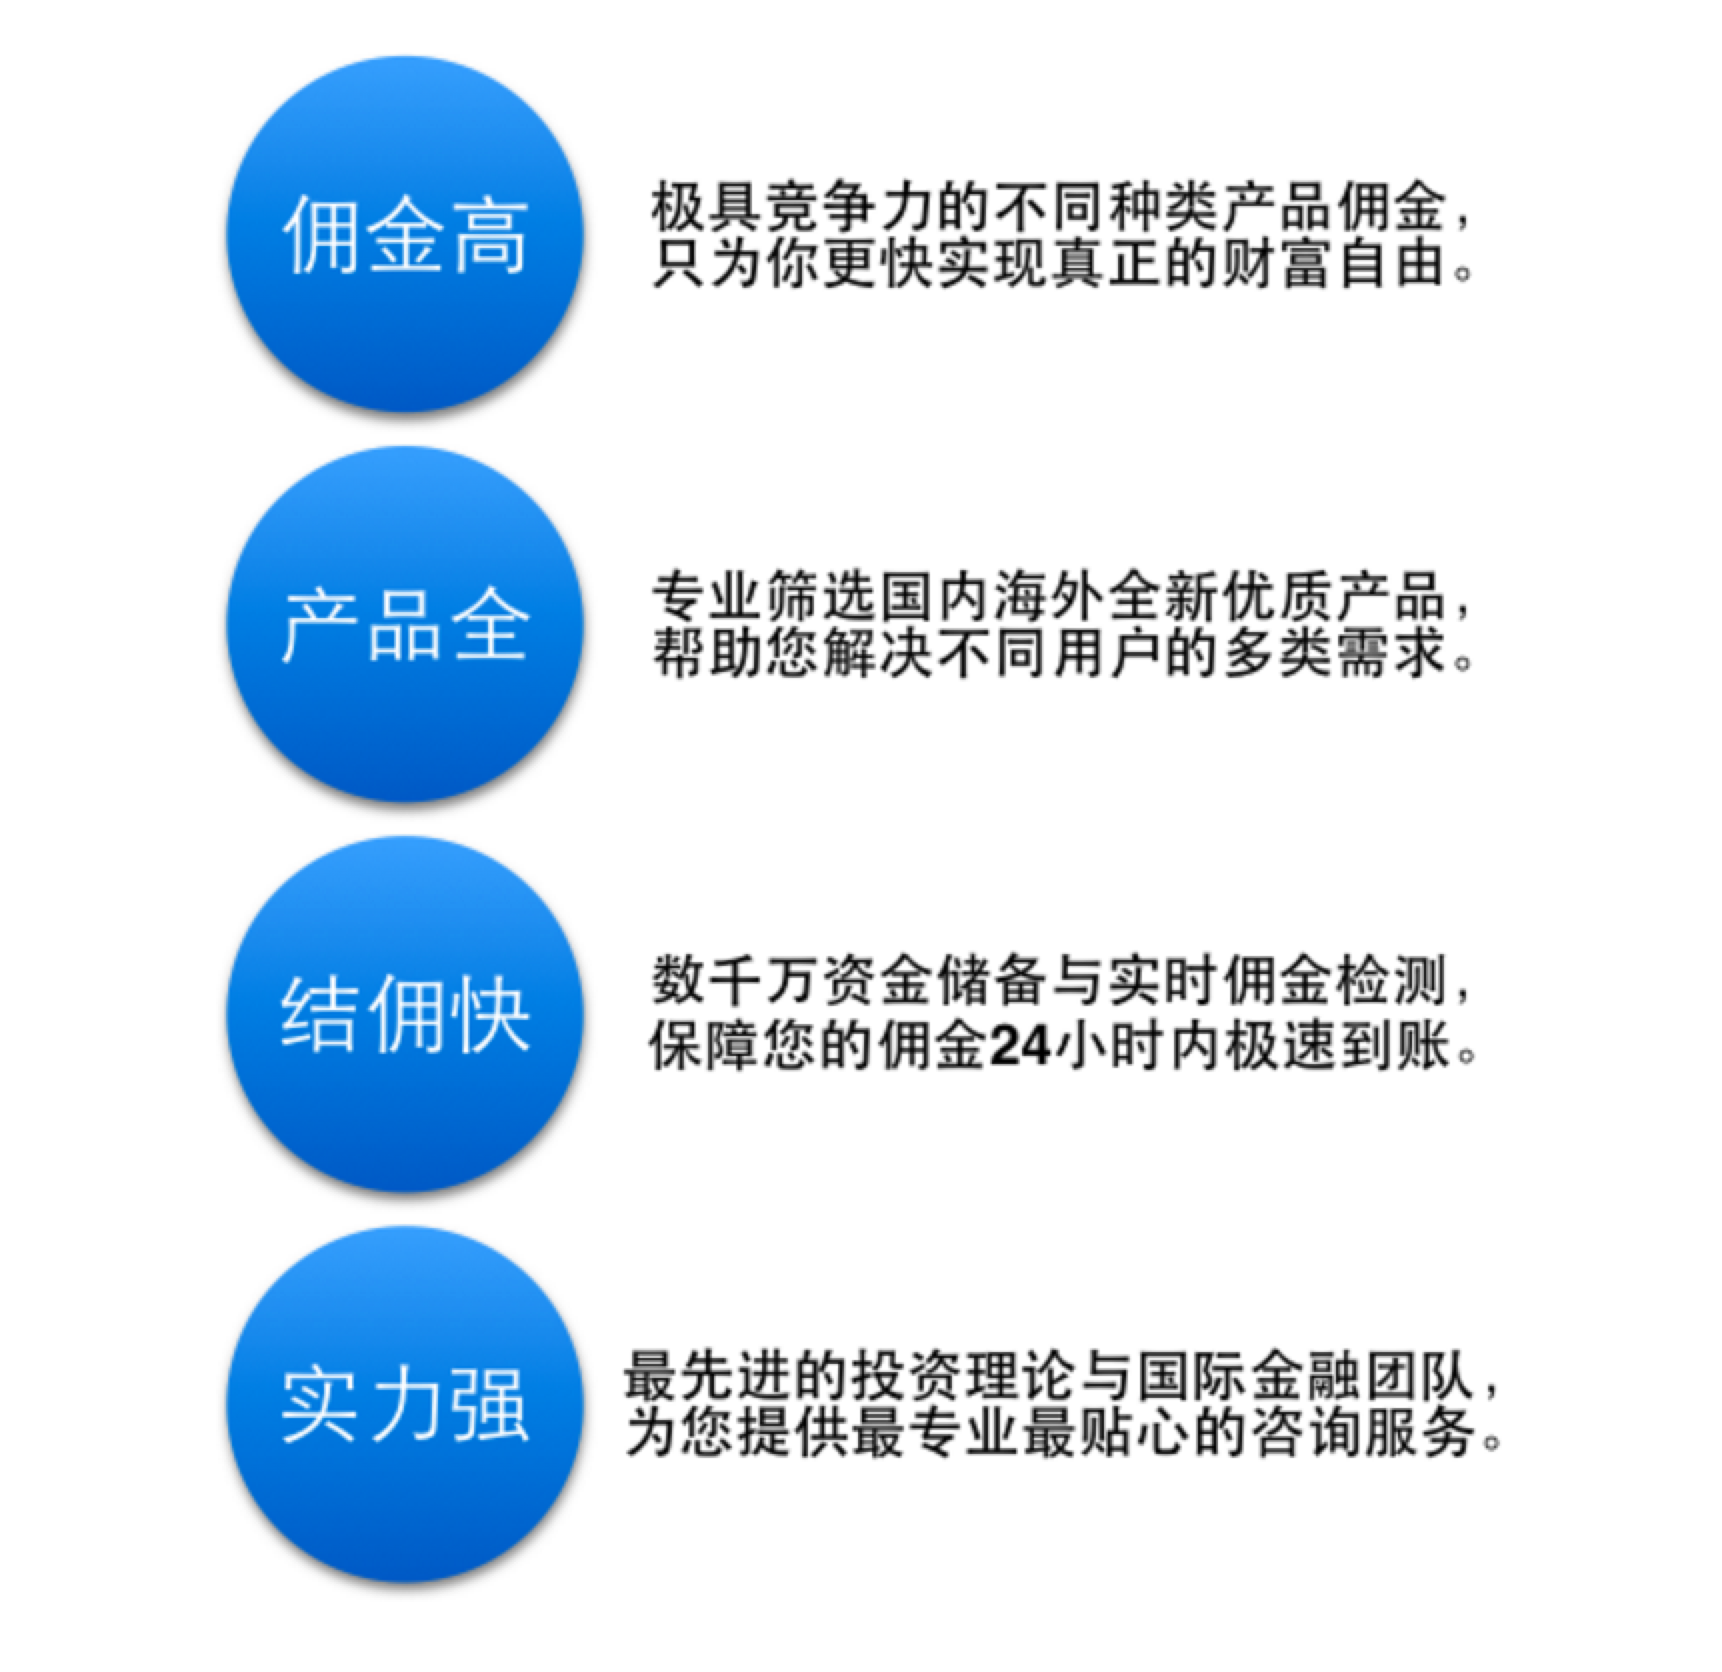 佣金高
极具竞争力的不同种类产品佣金，
只为你更快实现真正的财富自由。
产品全
专业筛选国内海外全新优质产品，
帮助您解决不同用户的多类需求。
结佣快
数千万资金储备与实时佣金检测，
保障您的佣金24小时内极速到账。
实力强
最先进的投资理论与国际金融团队，
为您提供最专业最贴心的咨询服务。